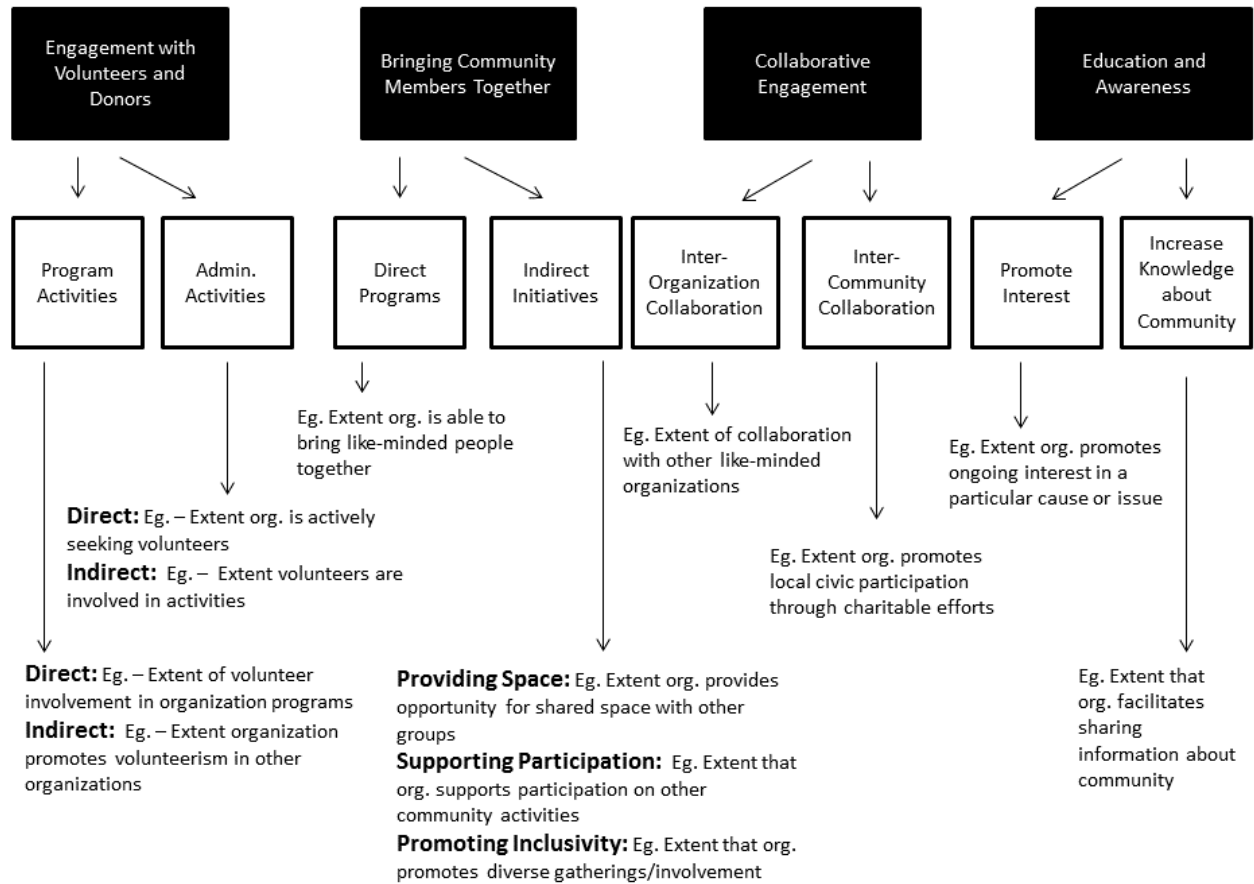 Engagement with
Volunteers and
Donors
Bringing Community
Members Together
Collaborative
Engagement
Education and
Awareness
Program
Activities
Admin.
Activities
Direct
Programs
Indirect
Initiatives
Inter-
Organization
Collaboration
Inter-
Community
Collaboration
Promote
Interest
Increase
Knowledge
about
Community
Eg. Extent org. is able to
bring like-minded people
together
Eg. Extent of collaboration
with other like-minded
organizations
Eg. Extent org. promotes
ongoing interest in a
particular cause or issue
Direct: Eg. – Extent org. is actively
seeking volunteers
Indirect: Eg. – Extent volunteers are
involved in activities
Eg. Extent org. promotes
local civic participation
through charitable efforts
Direct: Eg. – Extent of volunteer
involvement in organization programs
Indirect: Eg. – Extent organization
promotes volunteerism in other
organizations
Providing Space: Eg. Extent org. provides
opportunity for shared space with other
groups
Supporting Participation: Eg. Extent that
org. supports participation on other
community activities
Promoting Inclusivity: Eg. Extent that org.
promotes diverse gatherings/involvement
Eg. Extent that
org. facilitates
sharing
information about
community